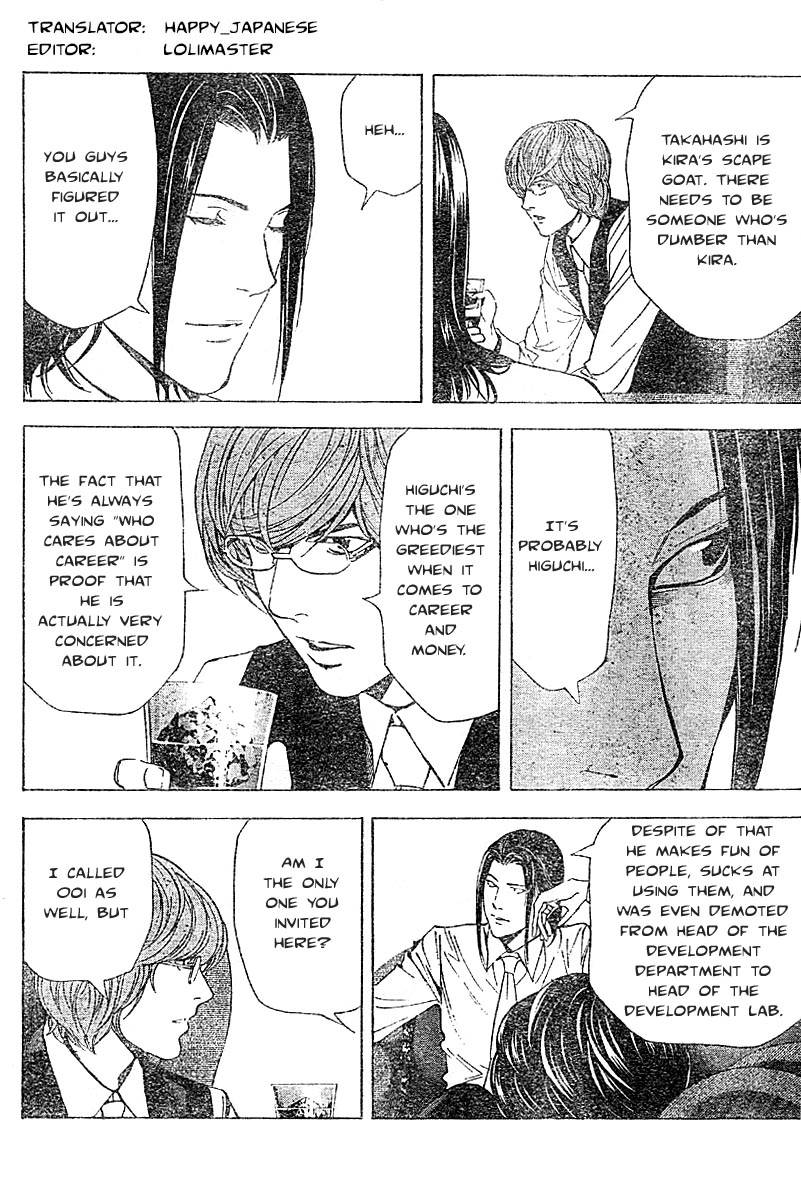 TRANSLATOR: HAPPY_JAPANESE
EDITOR: LOLIMASTER
TAKAHASHI IS
KIRA'S SCAPE
GOAT. THERE
NEEDS TO BE
SOMEONE WHO'S
DUMBER THAN
KIRA.
HEH...
YOU GUYS
BASICALLY
FIGURED
IT OUT...
IT'S
PROBABLY
HIGUCHI...
HIGUCHI'S
THE ONE
WHO'S THE
GREEDIEST
WHEN IT
COMES TO
CAREER
AND
MONEY.
THE FACT THAT
HE'S ALWAYS
SAYING "WHO
CARES ABOUT
CAREER" IS
PROOF THAT
HE IS
ACTUALLY VERY
CONCERNED
ABOUT IT.
DESPITE OF THAT
HE MAKES FUN OF
PEOPLE, SUCKS AT
USING THEM, AND
WAS EVEN DEMOTED
FROM HEAD OF THE
DEVELOPMENT
DEPARTMENT TO
HEAD OF THE
DEVELOPMENT LAB.
AM I
THE ONLY
ONE YOU
INVITED
HERE?
I CALLED
OOI AS
WELL, BUT